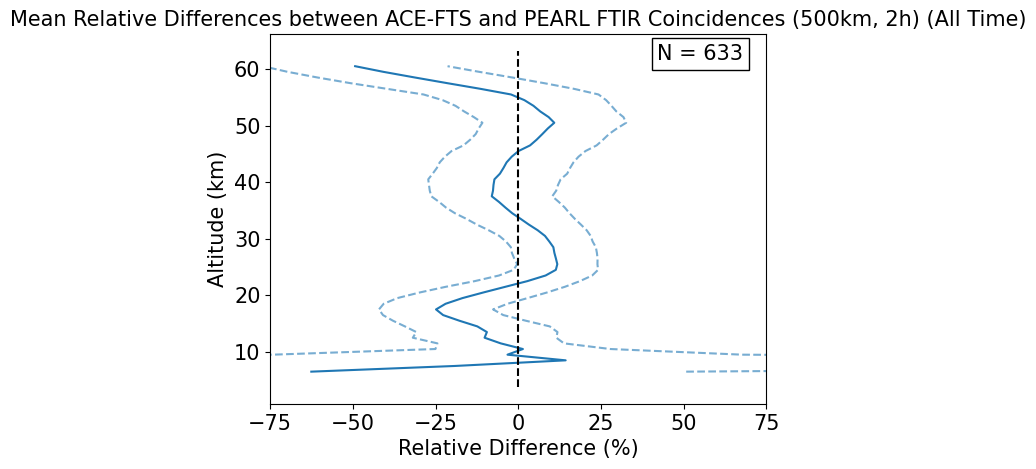 Mean Relative Differences between ACE-FTS and PEARL FTIR Coincidences (500km, 2h) (All Time)
N = 633
60
50
40
30
20
10
Altitude (km)
−75 −50 −25 0 25 50 75
Relative Difference (%)